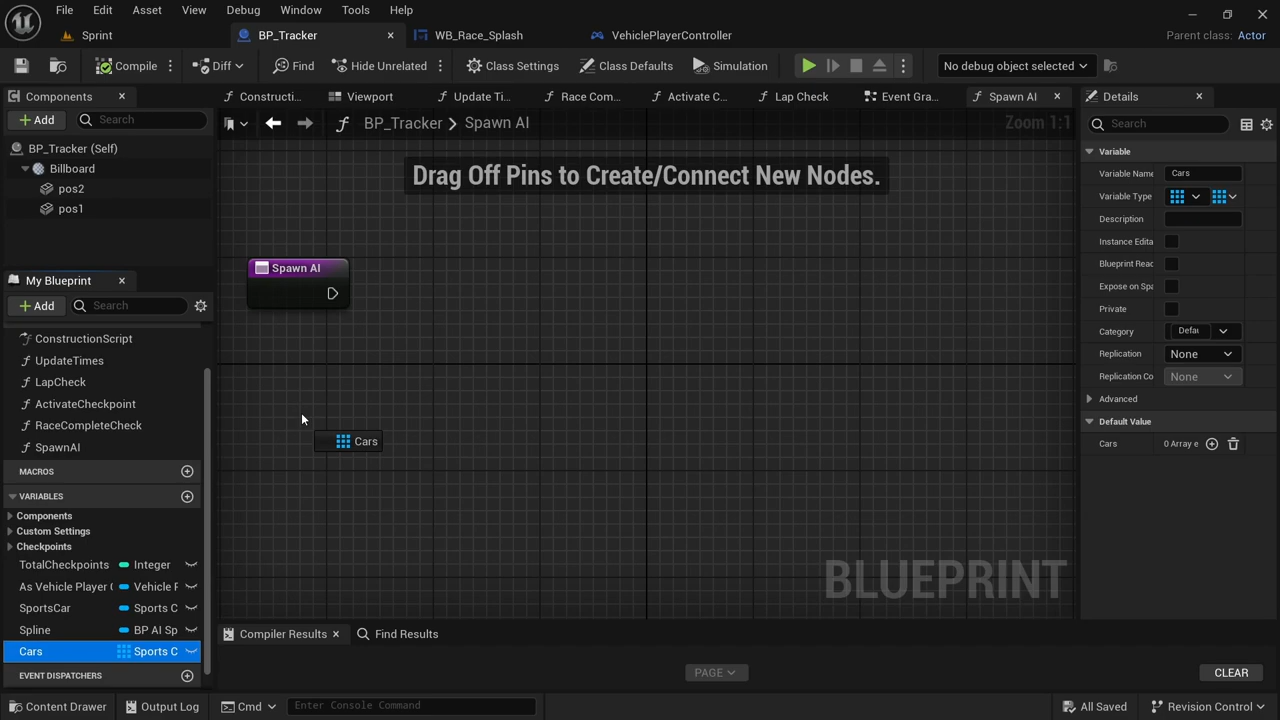 File Edit Asset View Debug Window Tools Help
Sprint BP_Tracker WB_Race_Splash VehiclePlayerController Parent class: Actor
Compile Diff Find Hide Unrelated Class Settings Class Defaults Simulation No debug object selected
Components Constructi... Viewport Update Ti... Race Com... Activate C... Lap Check Event Gra... Spawn AI Details
Add Search BP_Tracker > Spawn AI Zoom 1:1 Search
BP_Tracker (Self)
Billboard
pos2
pos1
Drag Off Pins to Create/Connect New Nodes.
Spawn AI
Cars
BLUEPRINT
My Blueprint
Add Search
ConstructionScript
UpdateTimes
LapCheck
ActivateCheckpoint
RaceCompleteCheck
SpawnAI
MACROS
VARIABLES
Components
Custom Settings
Checkpoints
TotalCheckpoints Integer
As Vehicle Player ( Vehicle F
SportsCar Sports C
Spline BP AI Sp
Cars Sports C
EVENT DISPATCHERS
Variable
Variable Name Cars
Variable Type
Description
Instance Edita
Blueprint Reac
Expose on Spa
Private
Category Defau
Replication None
Replication Co None
Advanced
Default Value
Cars 0 Array e
Compiler Results Find Results
PAGE CLEAR
Content Drawer Output Log Cmd Enter Console Command All Saved Revision Control